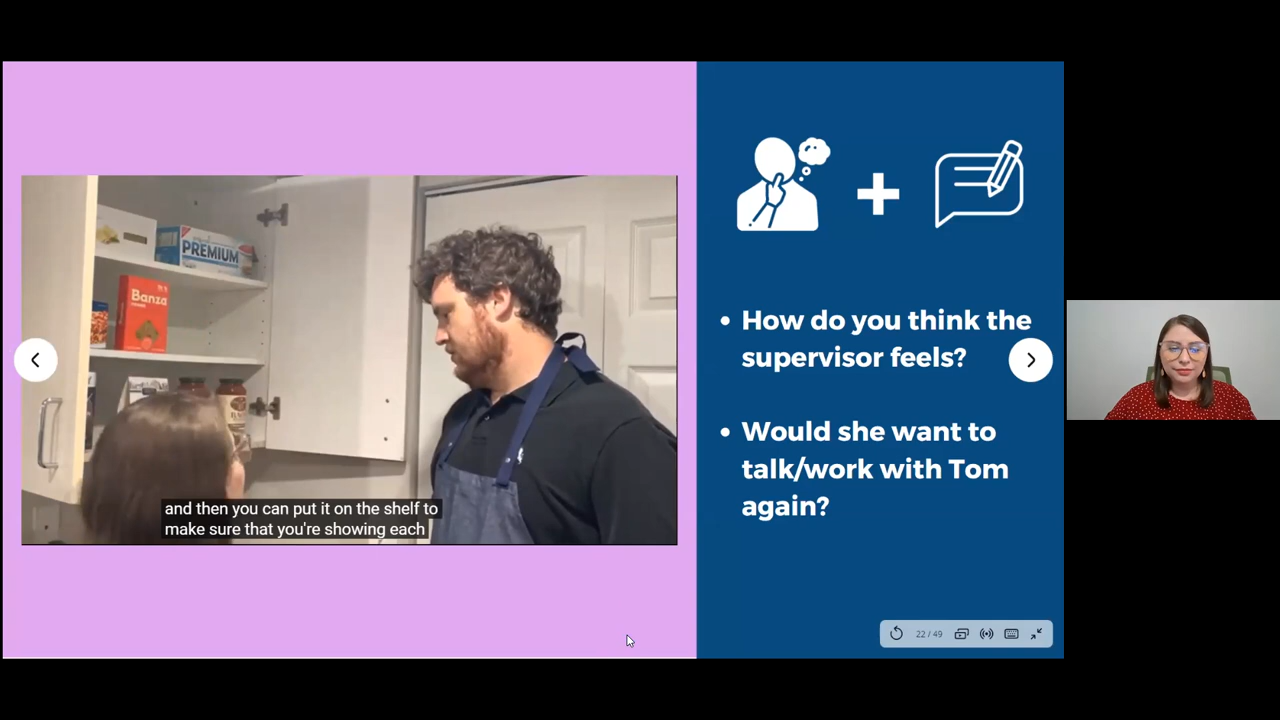 PREMIUM
Banza
and then you can put it on the shelf to
make sure that you're showing each
• How do you think the
supervisor feels?
• Would she want to
talk/work with Tom
again?
22 / 49